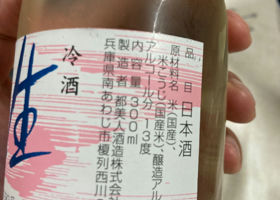 品 目 日本酒
原材料名 米(国産)、
米こうじ(国産米)、醸造アル
アルコール分 13度
内容量 300ml
製造者 都美人酒造株式会
兵庫県南あわじ市榎列西川
冷酒
生